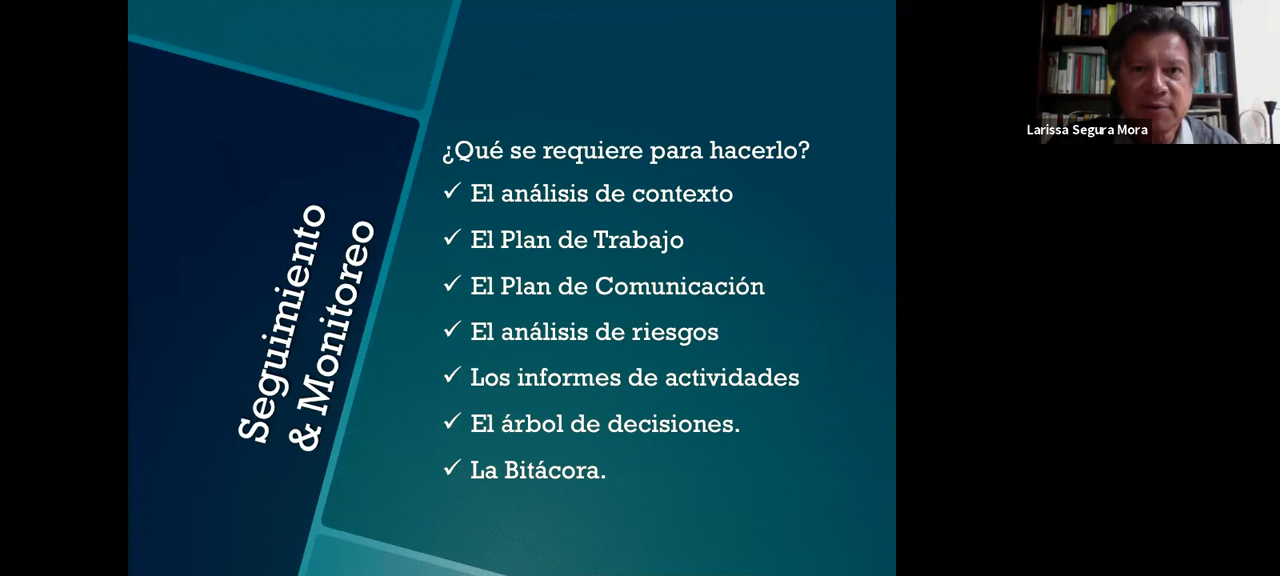 Seguimiento
& Monitoreo
¿Qué se requiere para hacerlo?
✓ El análisis de contexto
✓ El Plan de Trabajo
✓ El Plan de Comunicación
✓ El análisis de riesgos
✓ Los informes de actividades
✓ El árbol de decisiones.
✓ La Bitácora.
Larissa Segura Mora